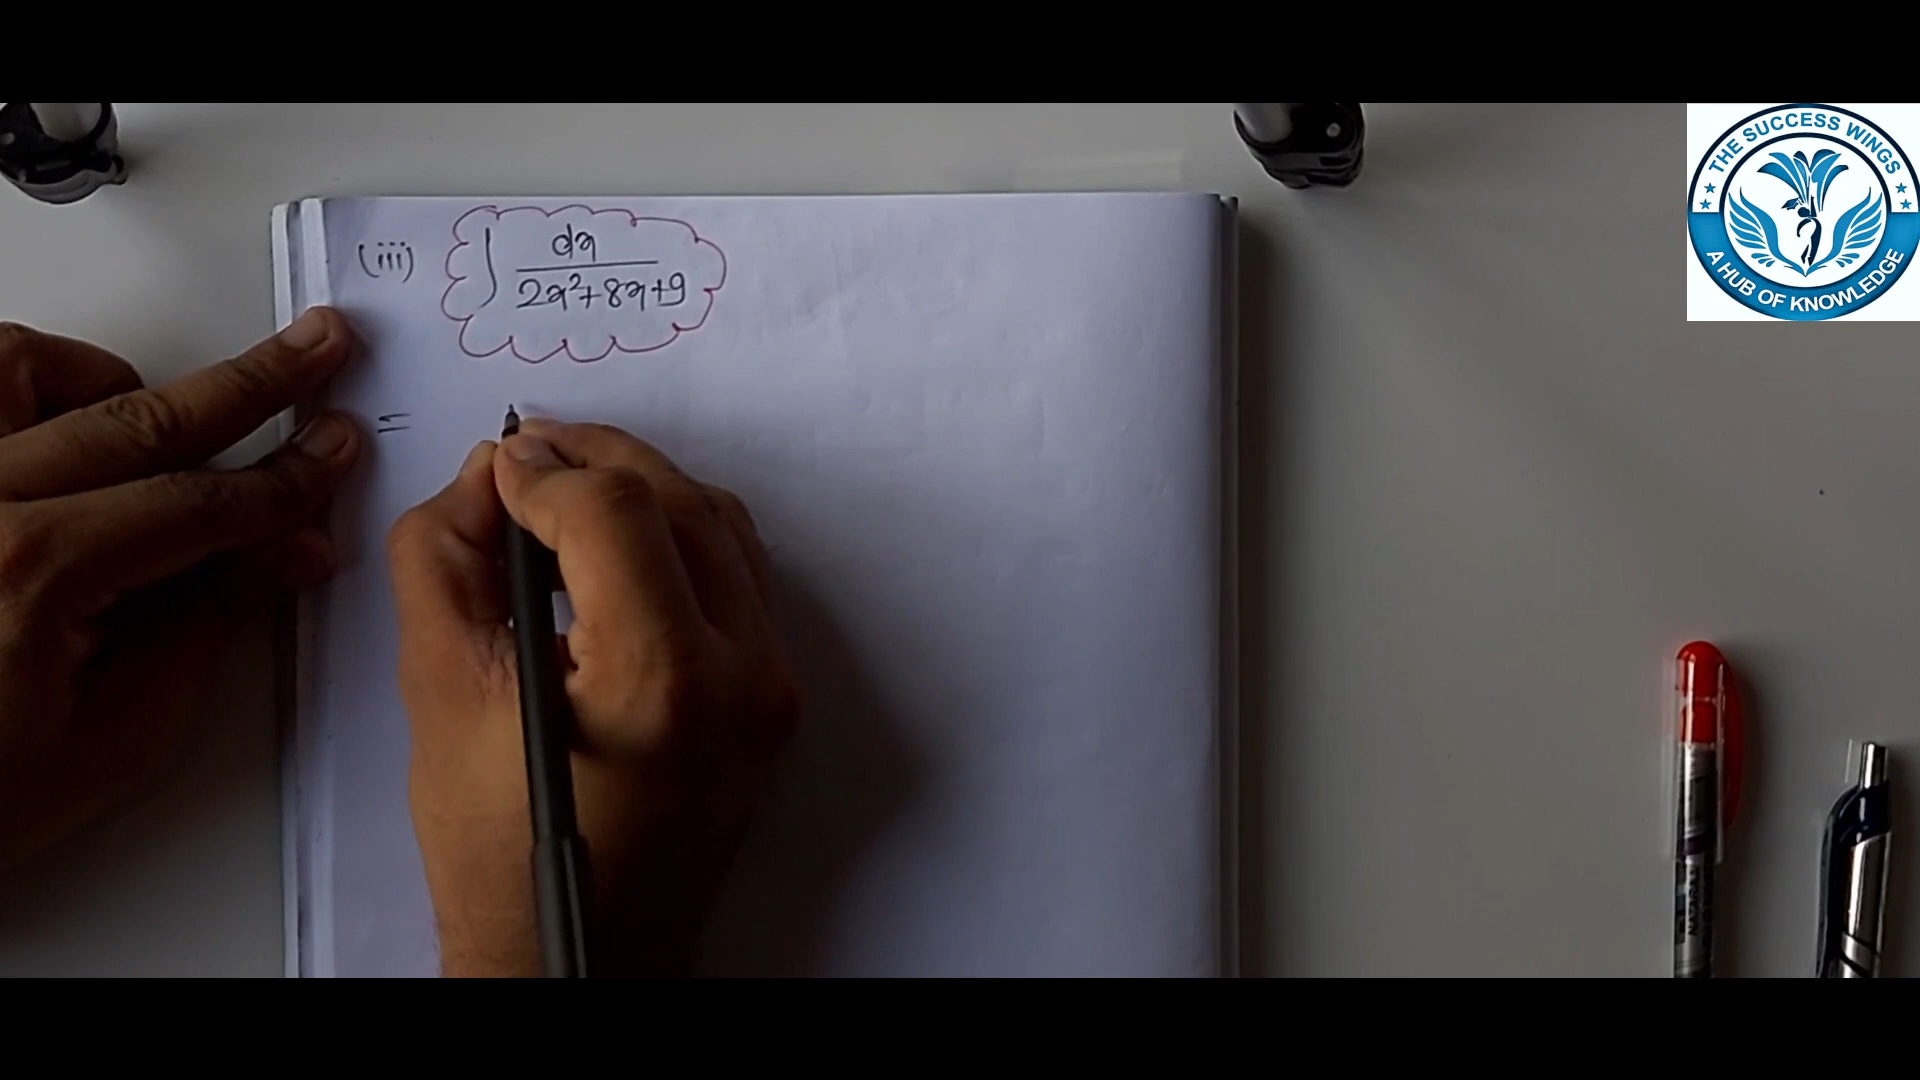 (iii) ∫ dx / 2x²+8x+9
=
THE SUCCESS WINGS
A HUB OF KNOWLEDGE